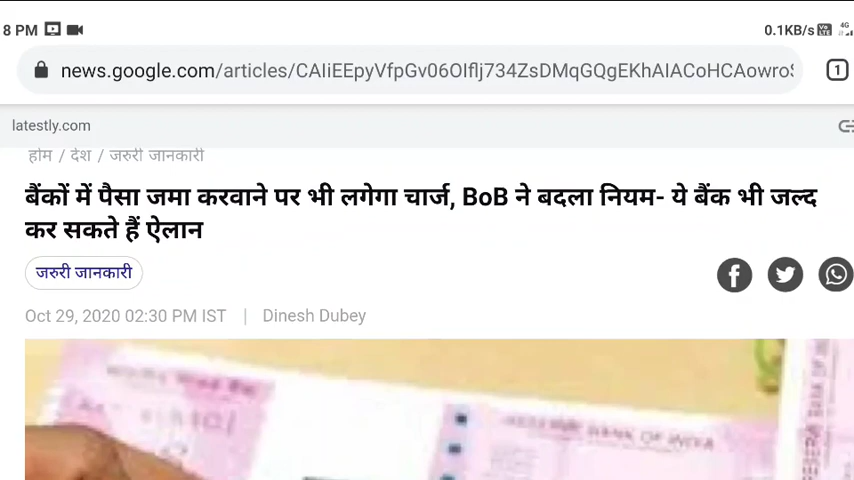 8 PM
0.1KB/s
4G
news.google.com/articles/CAIiEEpyVfpGv06OIflj734ZsDMqGQgEKhAIACoHCAowro
1
latestly.com
होम / देश / जरुरी जानकारी
बैंकों में पैसा जमा करवाने पर भी लगेगा चार्ज, BoB ने बदला नियम- ये बैंक भी जल्द
कर सकते हैं ऐलान
जरुरी जानकारी
Oct 29, 2020 02:30 PM IST | Dinesh Dubey
RESERVE BANK OF INDIA